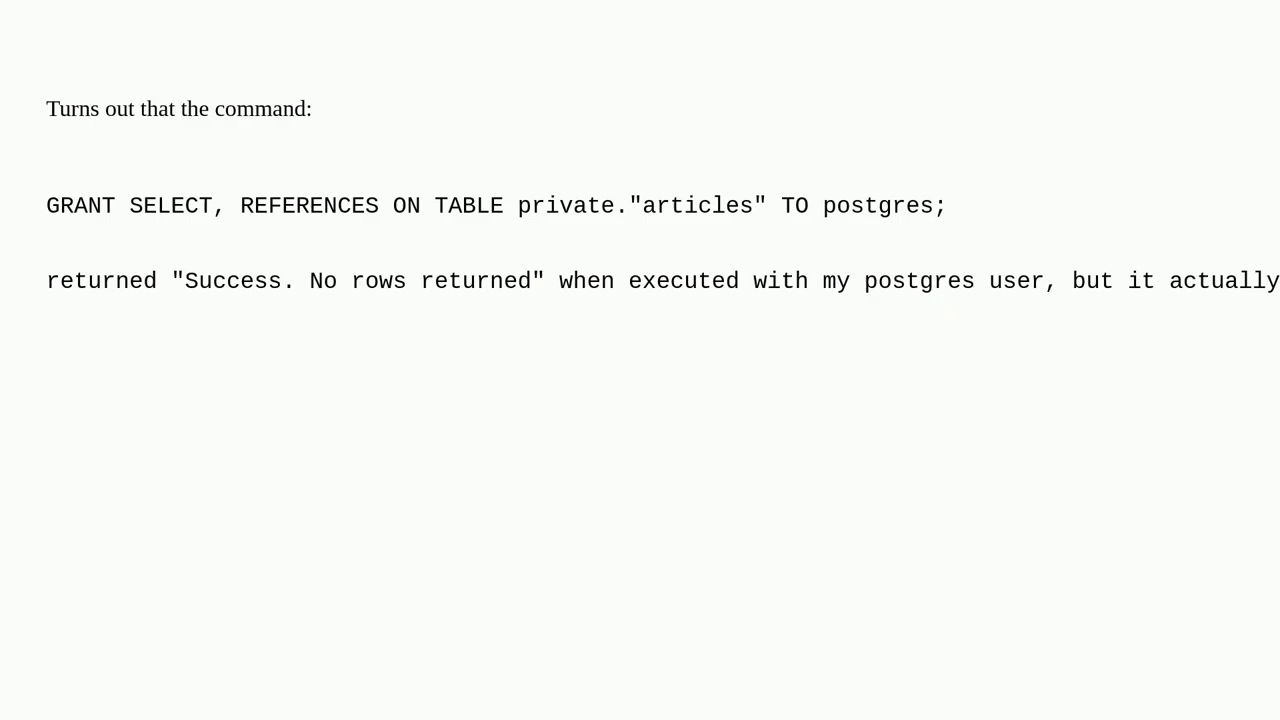 Turns out that the command:
GRANT SELECT, REFERENCES ON TABLE private."articles" TO postgres;
returned "Success. No rows returned" when executed with my postgres user, but it actually